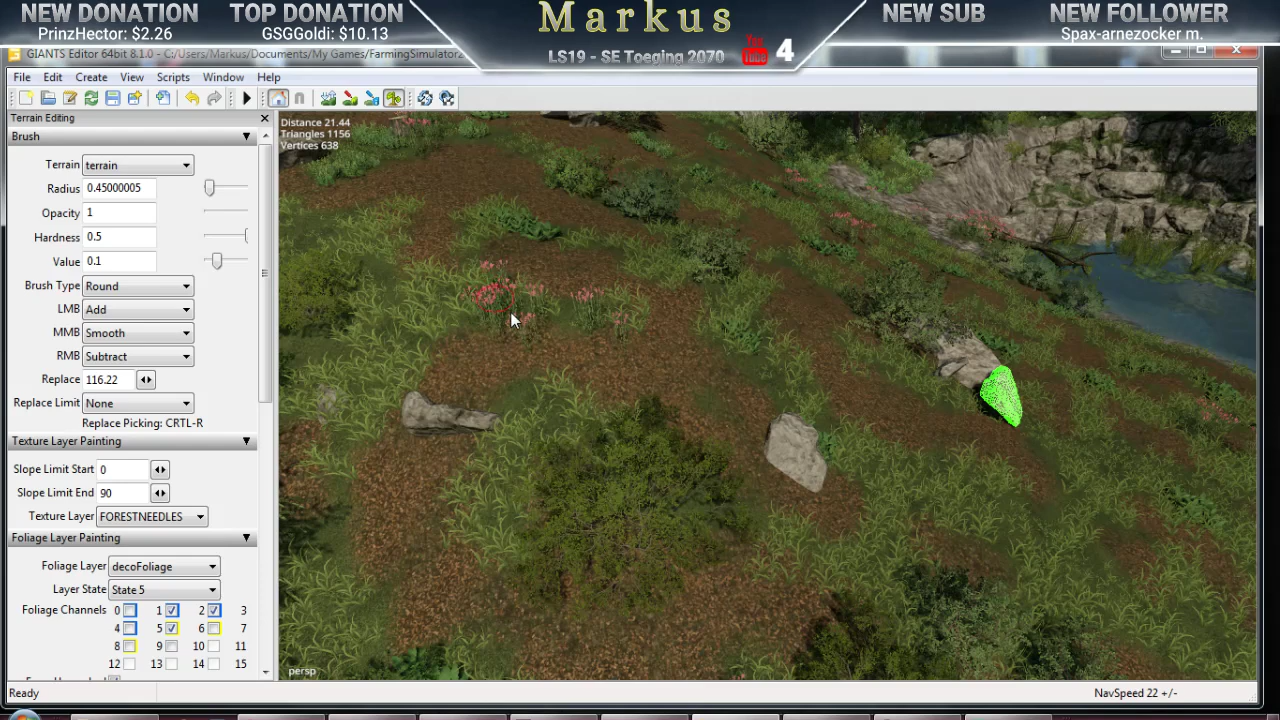 NEW DONATION
PrinzHector: $2.26
TOP DONATION
GSGGoldi: $10.13
Markus
LS19 - SE Toeging 2070
You
Tube
4
NEW SUB
NEW FOLLOWER
Spax-arnezocker m.
GIANTS Editor 64bit 8.1.0 - C:/Users/Markus/Documents/My Games/FarmingSimulator2
File Edit Create View Scripts Window Help
Terrain Editing
Brush
Terrain terrain
Radius 0.45000005
Opacity 1
Hardness 0.5
Value 0.1
Brush Type Round
LMB Add
MMB Smooth
RMB Subtract
Replace 116.22
Replace Limit None
Replace Picking: CRTL-R
Texture Layer Painting
Slope Limit Start 0
Slope Limit End 90
Texture Layer FORESTNEEDLES
Foliage Layer Painting
Foliage Layer decoFoliage
Layer State State 5
Foliage Channels 0 1 2 3
4 5 6 7
8 9 10 11
12 13 14 15
Distance 21.44
Triangles 1156
Vertices 638
persp
Ready
NavSpeed 22 +/-